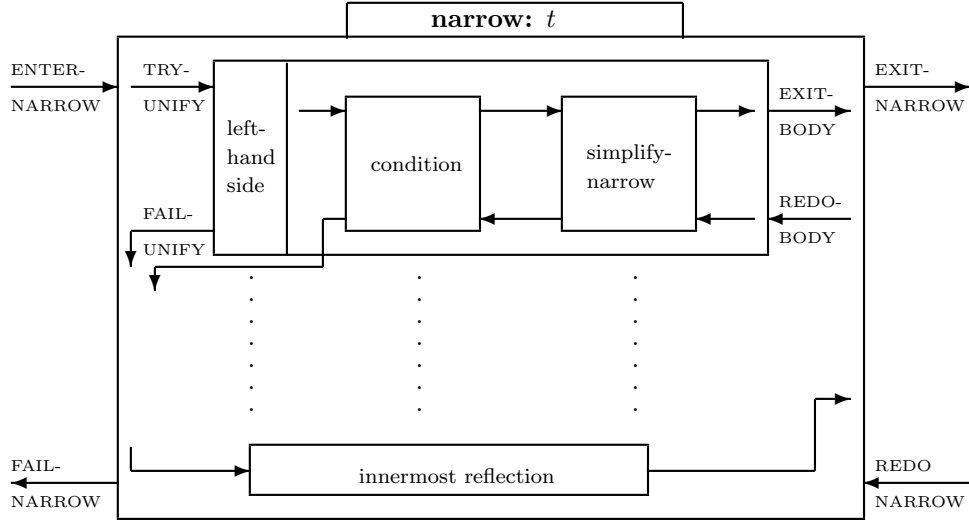 narrow: t
ENTER-
NARROW
TRY-
UNIFY
left-
hand
side
condition
simplify-
narrow
EXIT-
BODY
EXIT-
NARROW
FAIL-
UNIFY
REDO-
BODY
innermost reflection
FAIL-
NARROW
REDO
NARROW